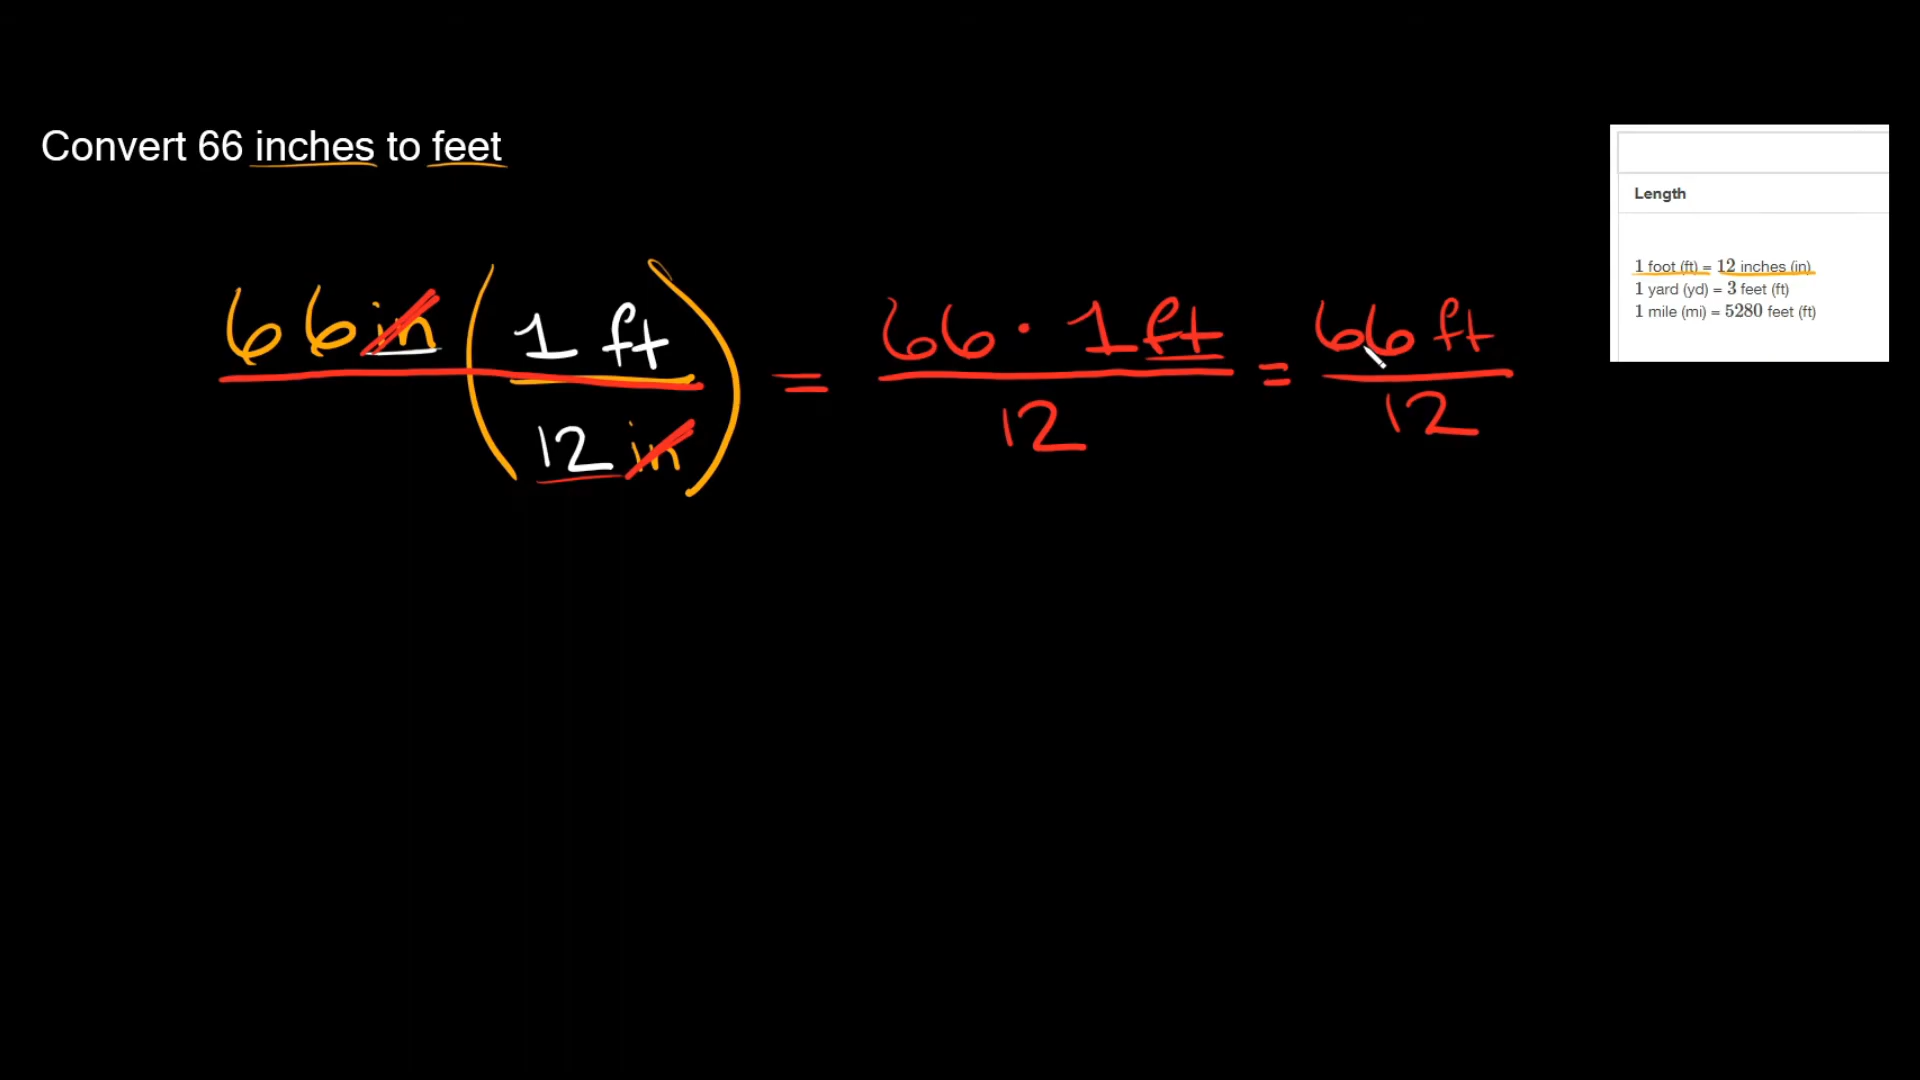 Convert 66 inches to feet
66 in ( 1 ft / 12 in ) = 66 · 1 ft / 12 = 66 ft / 12
Length
1 foot (ft) = 12 inches (in)
1 yard (yd) = 3 feet (ft)
1 mile (mi) = 5280 feet (ft)